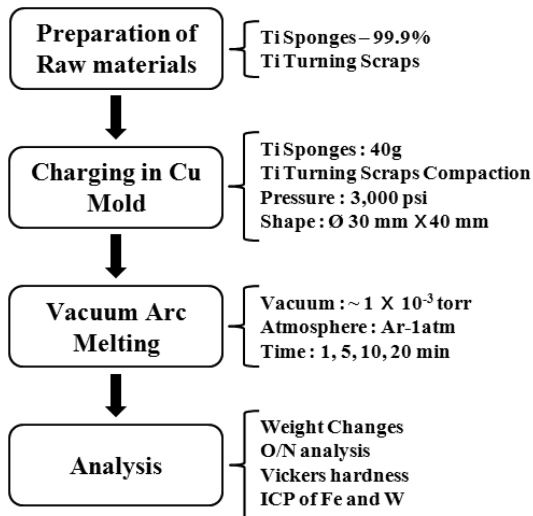 Preparation of
Raw materials
Ti Sponges – 99.9%
Ti Turning Scraps
Charging in Cu
Mold
Ti Sponges : 40g
Ti Turning Scraps Compaction
Pressure : 3,000 psi
Shape : Ø 30 mm X 40 mm
Vacuum Arc
Melting
Vacuum : ~ 1 X 10⁻³ torr
Atmosphere : Ar-1atm
Time : 1, 5, 10, 20 min
Analysis
Weight Changes
O/N analysis
Vickers hardness
ICP of Fe and W